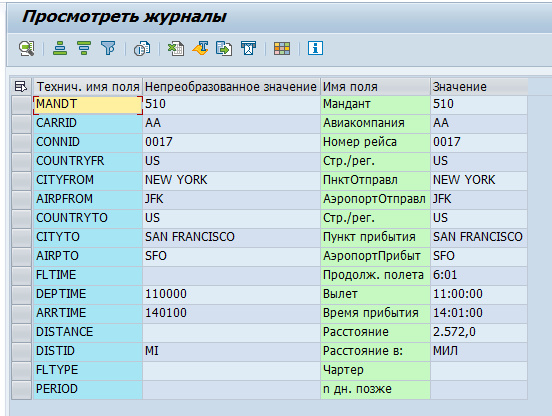 Просмотреть журналы
Технич. имя поля Непреобразованное значение Имя поля Значение
MANDT 510 Мандант 510
CARRID AA Авиакомпания AA
CONNID 0017 Номер рейса 0017
COUNTRYFR US Стр./рег. US
CITYFROM NEW YORK ПнктОтправл NEW YORK
AIRPFROM JFK АэропортОтправл JFK
COUNTRYTO US Стр./рег. US
CITYTO SAN FRANCISCO Пункт прибытия SAN FRANCISCO
AIRPTO SFO АэропортПрибыт SFO
FLTIME Продолж. полета 6:01
DEPTIME 110000 Вылет 11:00:00
ARRTIME 140100 Время прибытия 14:01:00
DISTANCE Расстояние 2.572,0
DISTID MI Расстояние в: МИЛ
FLTYPE Чартер
PERIOD n дн. позже